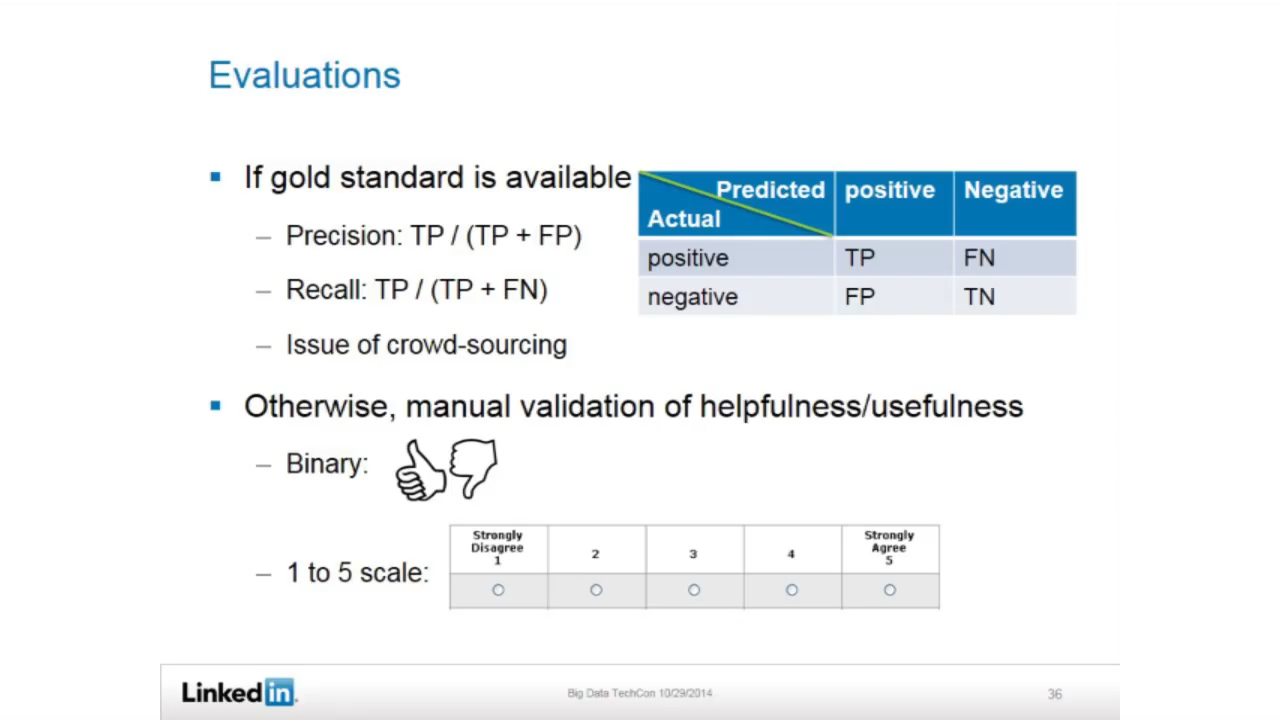 Evaluations
▪ If gold standard is available
– Precision: TP / (TP + FP)
– Recall: TP / (TP + FN)
– Issue of crowd-sourcing
Predicted positive Negative
Actual
positive TP FN
negative FP TN
▪ Otherwise, manual validation of helpfulness/usefulness
– Binary:
– 1 to 5 scale:
Strongly Disagree 1 2 3 4 Strongly Agree 5
LinkedIn Big Data TechCon 10/29/2014 36